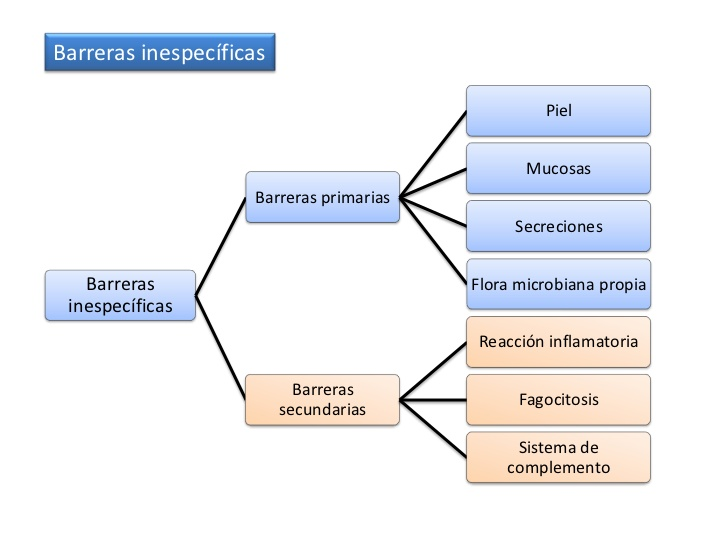 Barreras inespecíficas
Piel
Mucosas
Barreras primarias
Secreciones
Flora microbiana propia
Barreras
inespecíficas
Reacción inflamatoria
Barreras
secundarias
Fagocitosis
Sistema de
complemento